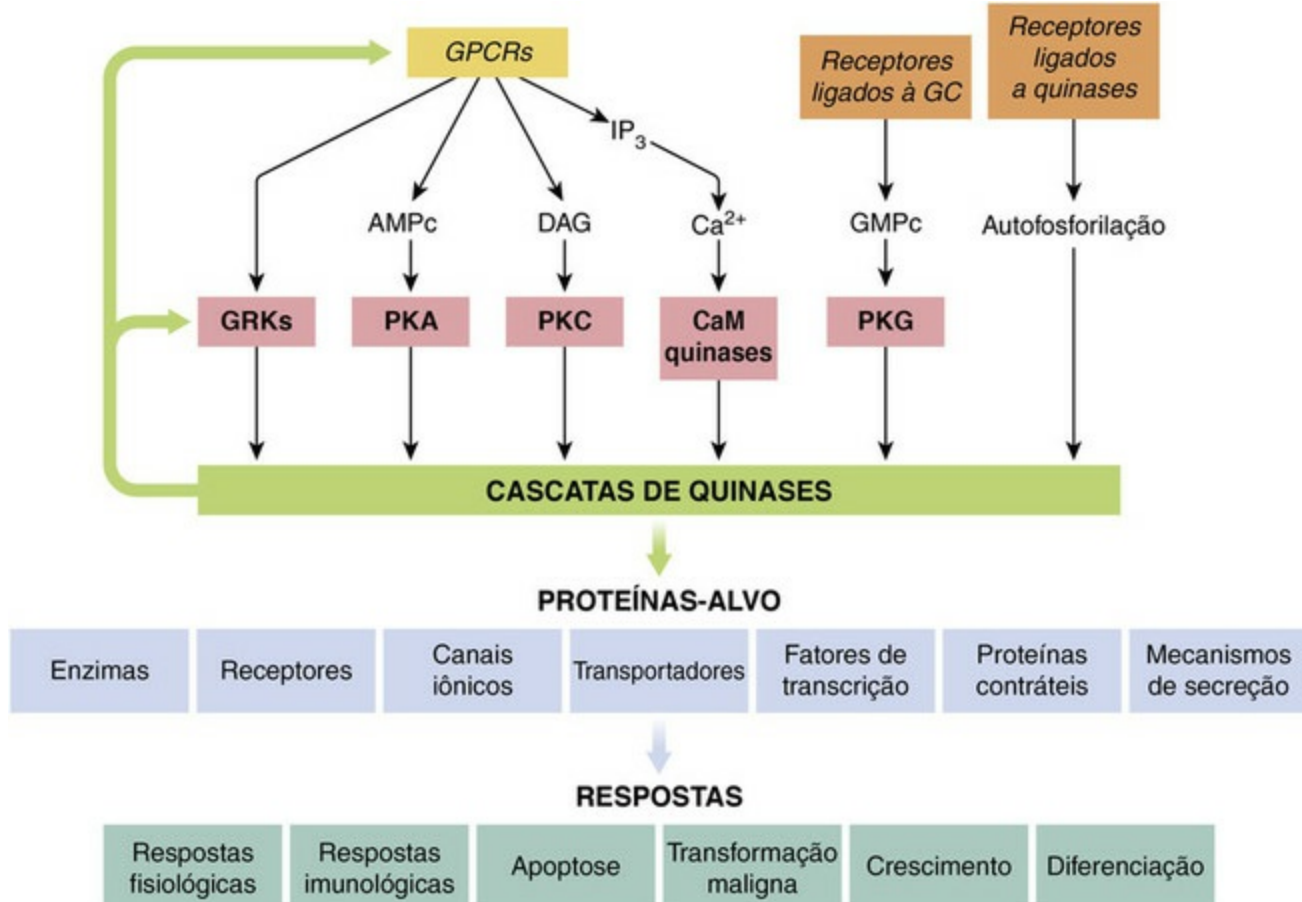 GPCRs
Receptores
ligados à GC
Receptores
ligados
a quinases
IP3
AMPc
DAG
Ca2+
GMPc
Autofosforilação
GRKs
PKA
PKC
CaM
quinases
PKG
CASCATAS DE QUINASES
PROTEÍNAS-ALVO
Enzimas
Receptores
Canais
iônicos
Transportadores
Fatores de
transcrição
Proteínas
contráteis
Mecanismos
de secreção
RESPOSTAS
Respostas
fisiológicas
Respostas
imunológicas
Apoptose
Transformação
maligna
Crescimento
Diferenciação